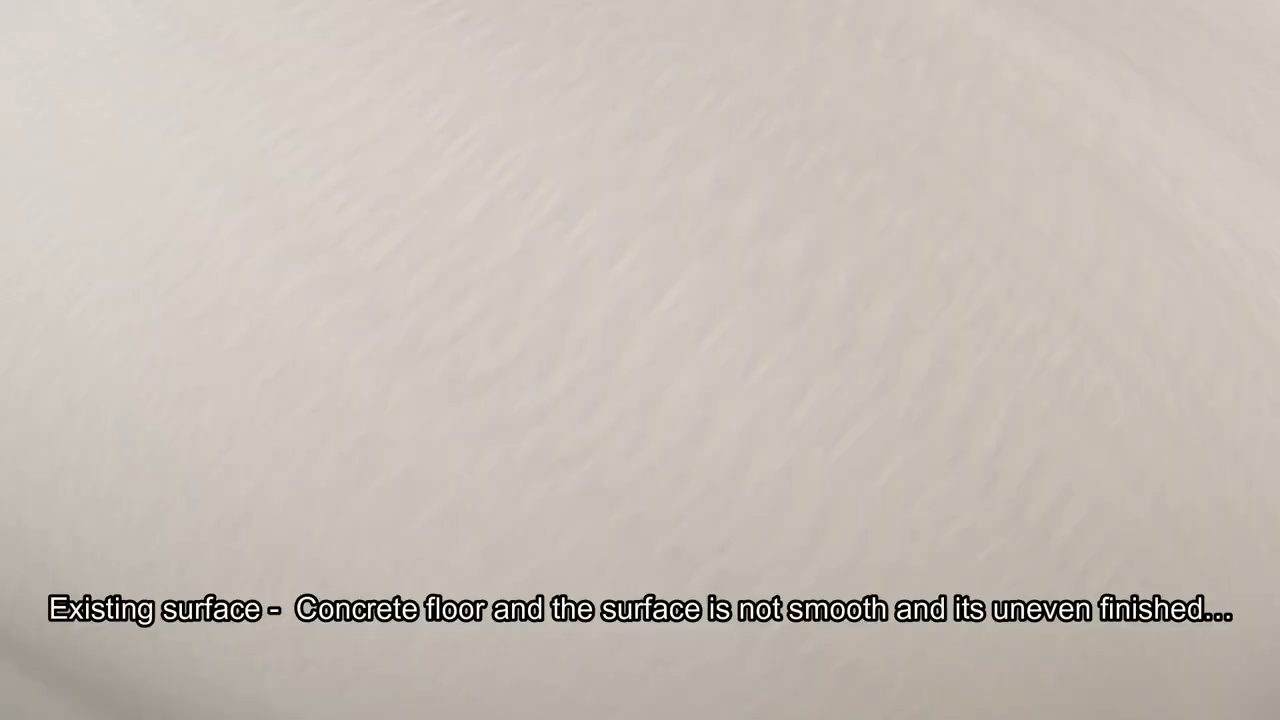 Existing surface -  Concrete floor and the surface is not smooth and its uneven finished...